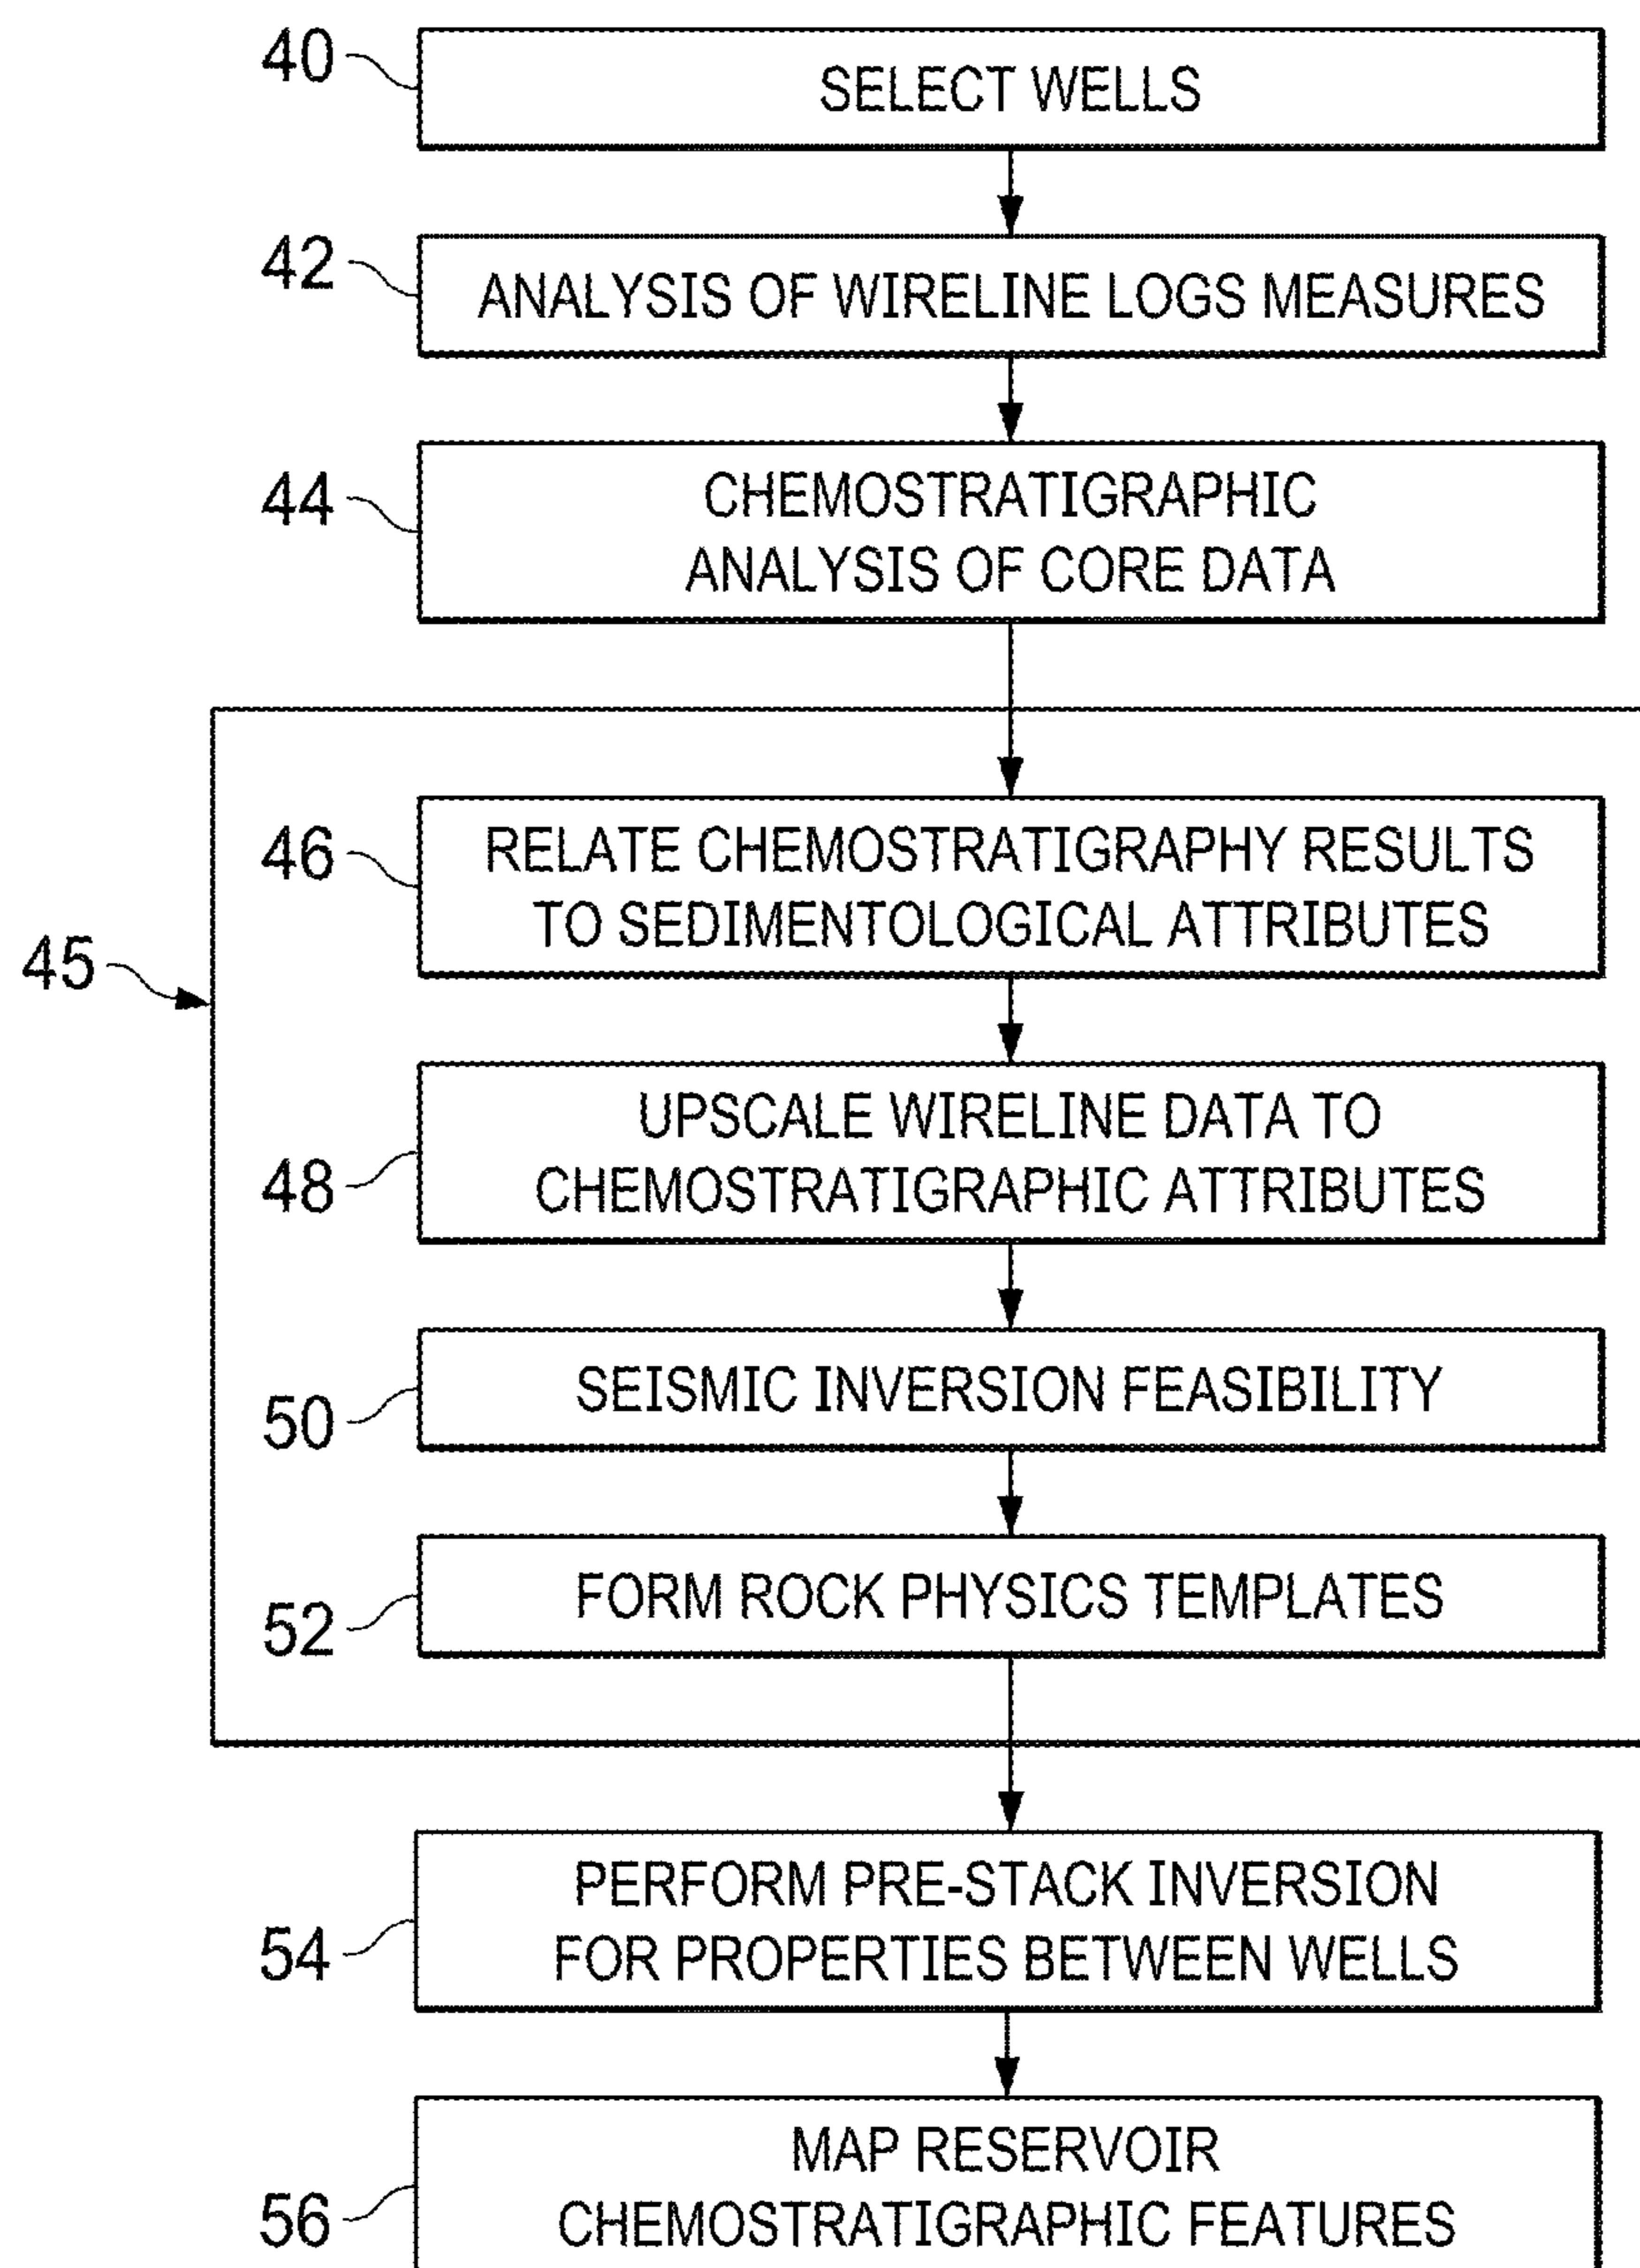 40
SELECT WELLS
42
ANALYSIS OF WIRELINE LOGS MEASURES
44
CHEMOSTRATIGRAPHIC
ANALYSIS OF CORE DATA
45
46
RELATE CHEMOSTRATIGRAPHY RESULTS
TO SEDIMENTOLOGICAL ATTRIBUTES
48
UPSCALE WIRELINE DATA TO
CHEMOSTRATIGRAPHIC ATTRIBUTES
50
SEISMIC INVERSION FEASIBILITY
52
FORM ROCK PHYSICS TEMPLATES
54
PERFORM PRE-STACK INVERSION
FOR PROPERTIES BETWEEN WELLS
56
MAP RESERVOIR
CHEMOSTRATIGRAPHIC FEATURES